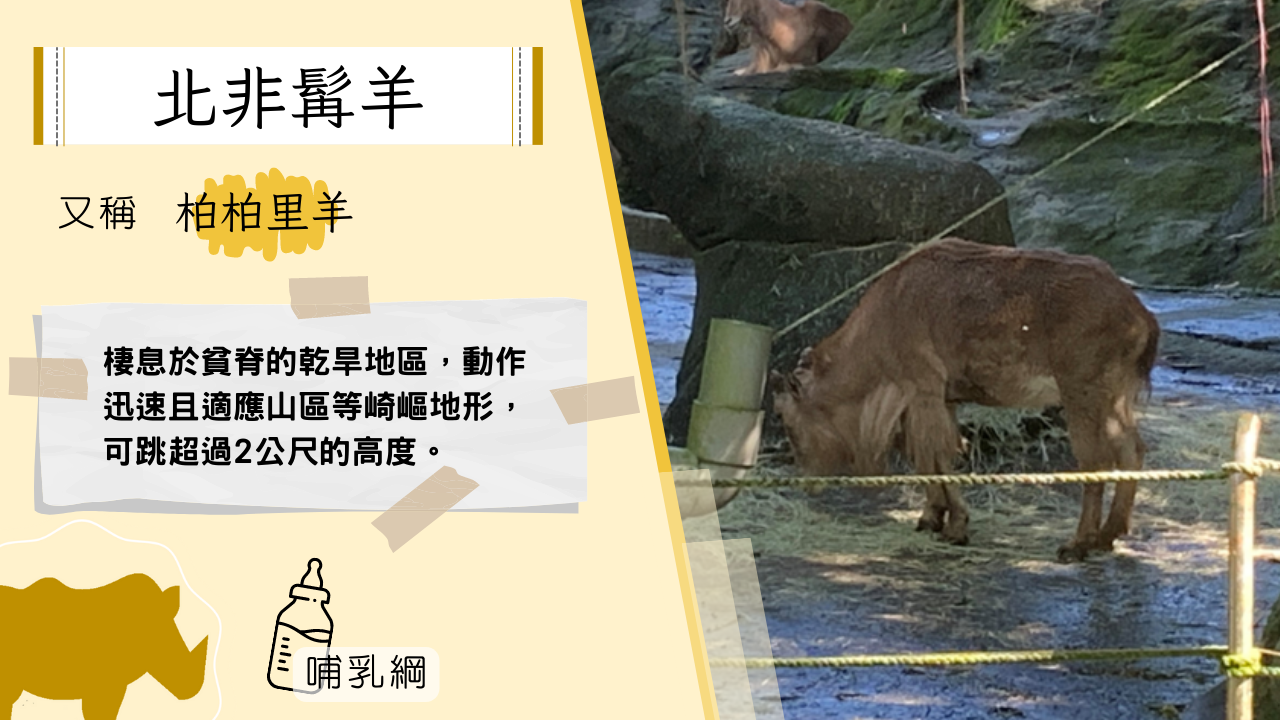 北非髯羊
又稱 柏柏里羊
棲息於貧脊的乾旱地區，動作
迅速且適應山區等崎嶇地形，
可跳超過2公尺的高度。
哺乳綱